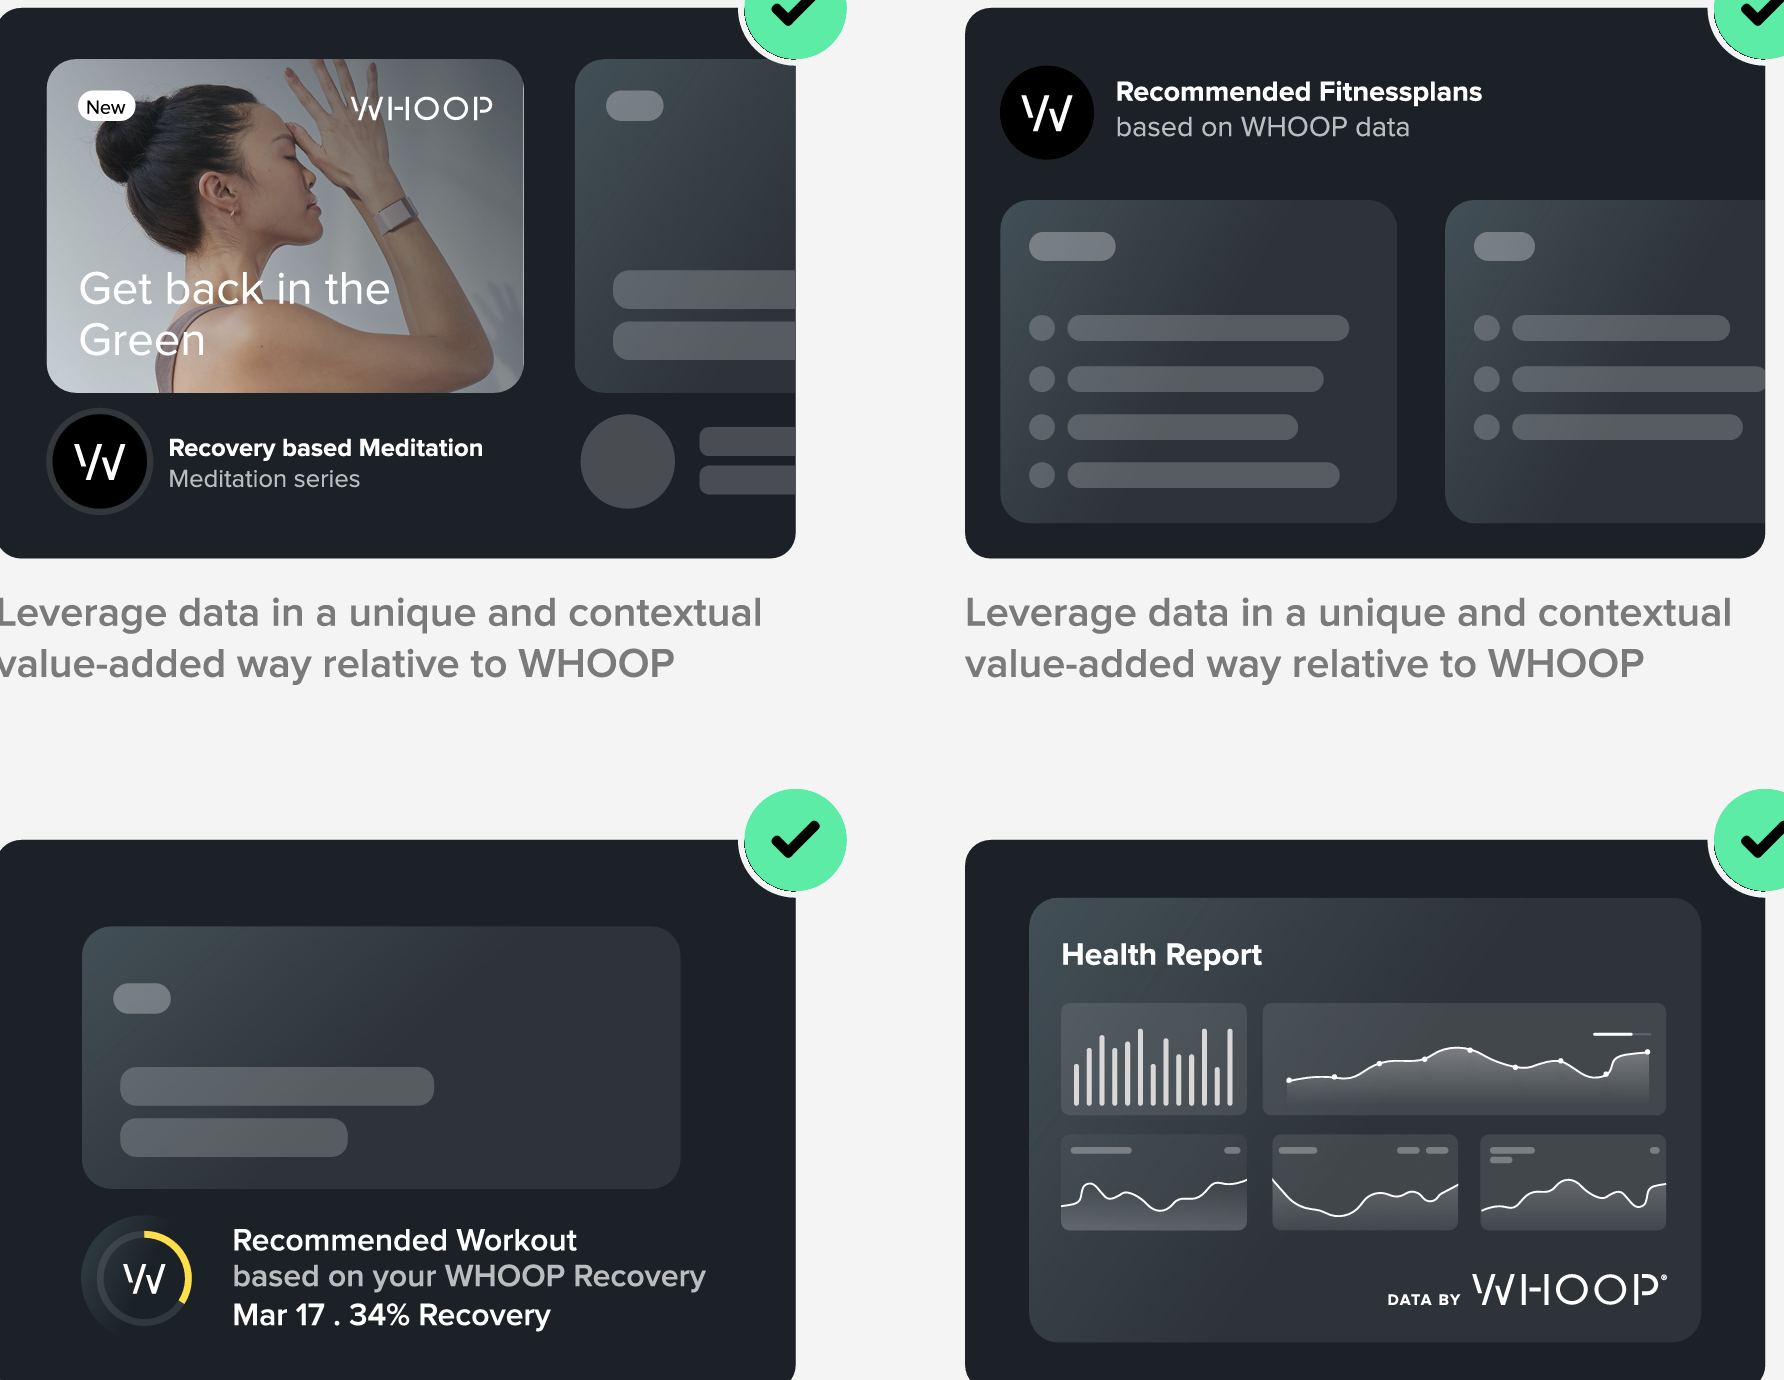 New
WHOOP
Get back in the
Green
Recovery based Meditation
Meditation series
Leverage data in a unique and contextual
value-added way relative to WHOOP
Recommended Fitnessplans
based on WHOOP data
Leverage data in a unique and contextual
value-added way relative to WHOOP
Recommended Workout
based on your WHOOP Recovery
Mar 17 . 34% Recovery
Health Report
DATA BY WHOOP®